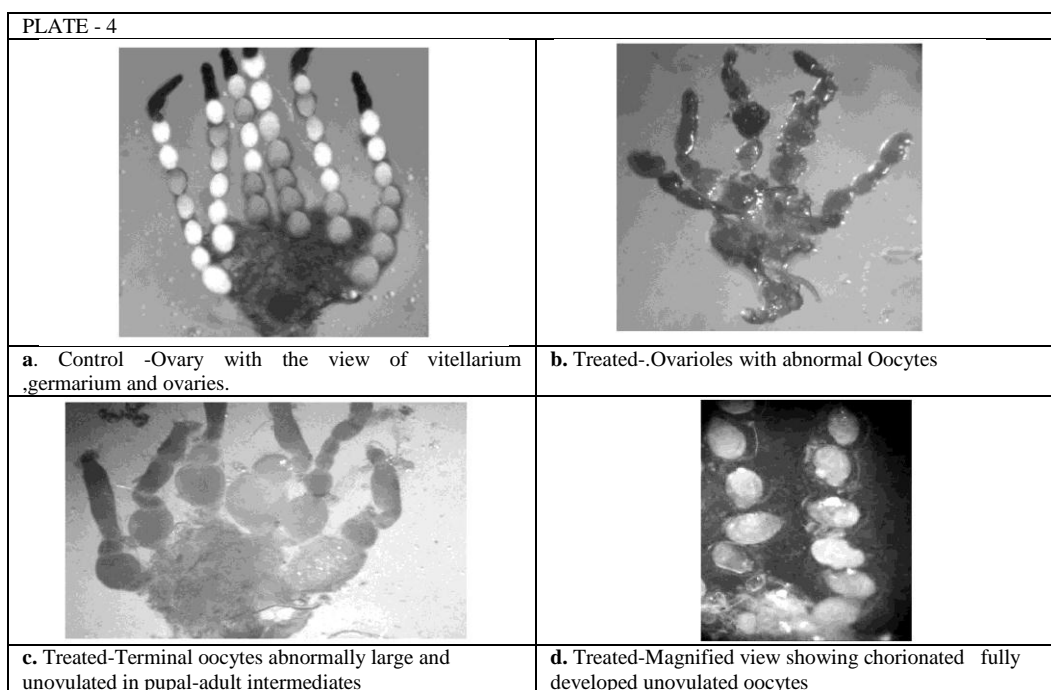 PLATE - 4
a. Control -Ovary with the view of vitellarium
,germarium and ovaries.
b. Treated-.Ovarioles with abnormal Oocytes
c. Treated-Terminal oocytes abnormally large and
unovulated in pupal-adult intermediates
d. Treated-Magnified view showing chorionated fully
developed unovulated oocytes